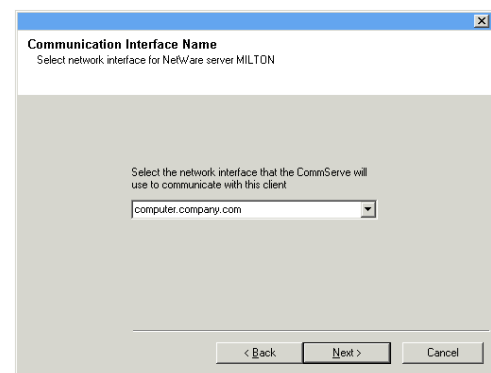 Communication Interface Name
Select network interface for NetWare server MILTON
Select the network interface that the CommServe will
use to communicate with this client
computer.company.com
< Back
Next >
Cancel